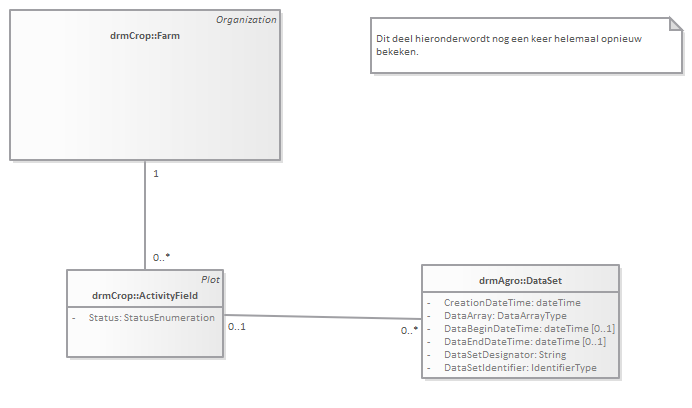 Organization
drmCrop::Farm
Dit deel hieronderwordt nog een keer helemaal opnieuw
bekeken.
1
0..*
Plot
drmCrop::ActivityField
- Status: StatusEnumeration
0..1
0..*
drmAgro::DataSet
- CreationDateTime: dateTime
- DataArray: DataArrayType
- DataBeginDateTime: dateTime [0..1]
- DataEndDateTime: dateTime [0..1]
- DataSetDesignator: String
- DataSetIdentifier: IdentifierType